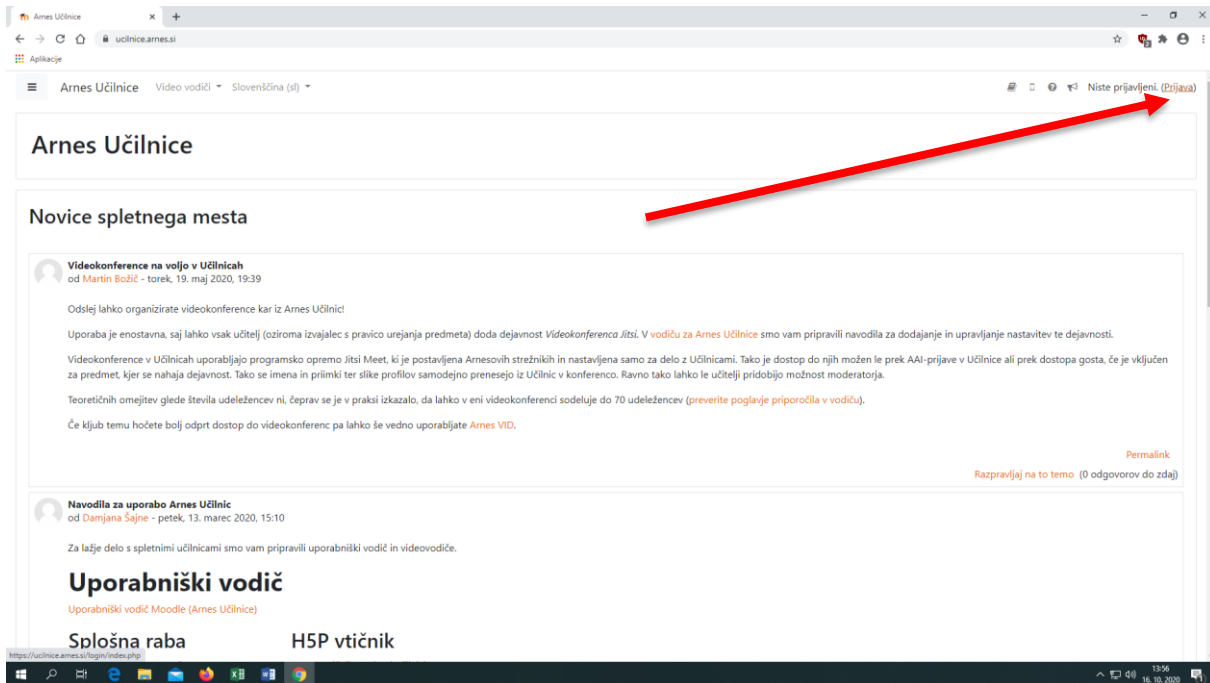 Arnes Učilnice
ucilnice.arnes.si
Aplikacije
Arnes Učilnice Video vodiči Slovenščina (sl) Niste prijavljeni. (Prijava)
Arnes Učilnice
Novice spletnega mesta
Videokonference na voljo v Učilnicah
od Martin Božič - torek, 19. maj 2020, 19:39
Odslej lahko organizirate videokonference kar iz Arnes Učilnic!
Uporaba je enostavna, saj lahko vsak učitelj (oziroma izvajalec s pravico urejanja predmeta) doda dejavnost Videokonferenca Jitsi. V vodiču za Arnes Učilnice smo vam pripravili navodila za dodajanje in upravljanje nastavitev te dejavnosti.
Videokonference v Učilnicah uporabljajo programsko opremo Jitsi Meet, ki je postavljena Arnesovih strežnikih in nastavljena samo za delo z Učilnicami. Tako je dostop do njih možen le prek AAI-prijave v Učilnice ali prek dostopa gosta, če je vključen
za predmet, kjer se nahaja dejavnost. Tako se imena in priimki ter slike profilov samodejno prenesejo iz Učilnic v konferenco. Ravno tako lahko le učitelji pridobijo možnost moderatorja.
Teoretičnih omejitev glede števila udeležencev ni, čeprav se je v praksi izkazalo, da lahko v eni videokonferenci sodeluje do 70 udeležencev (preverite poglavje priporočila v vodiču).
Če kljub temu hočete bolj odprt dostop do videokonferenc pa lahko še vedno uporabljate Arnes VID.
Permalink
Razpravljaj na to temo (0 odgovorov do zdaj)
Navodila za uporabo Arnes Učilnic
od Damjana Šajne - petek, 13. marec 2020, 15:10
Za lažje delo s spletnimi učilnicami smo vam pripravili uporabniški vodič in videovodiče.
Uporabniški vodič
Uporabniški vodič Moodle (Arnes Učilnice)
Splošna raba H5P vtičnik
https://ucilnice.arnes.si/login/index.php
13:56
16. 10. 2020